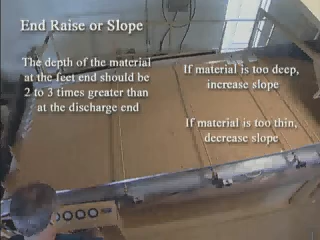 End Raise or Slope
The depth of the material
at the feet end should be
2 to 3 times greater than
at the discharge end
If material is too deep,
increase slope
If material is too thin,
decrease slope